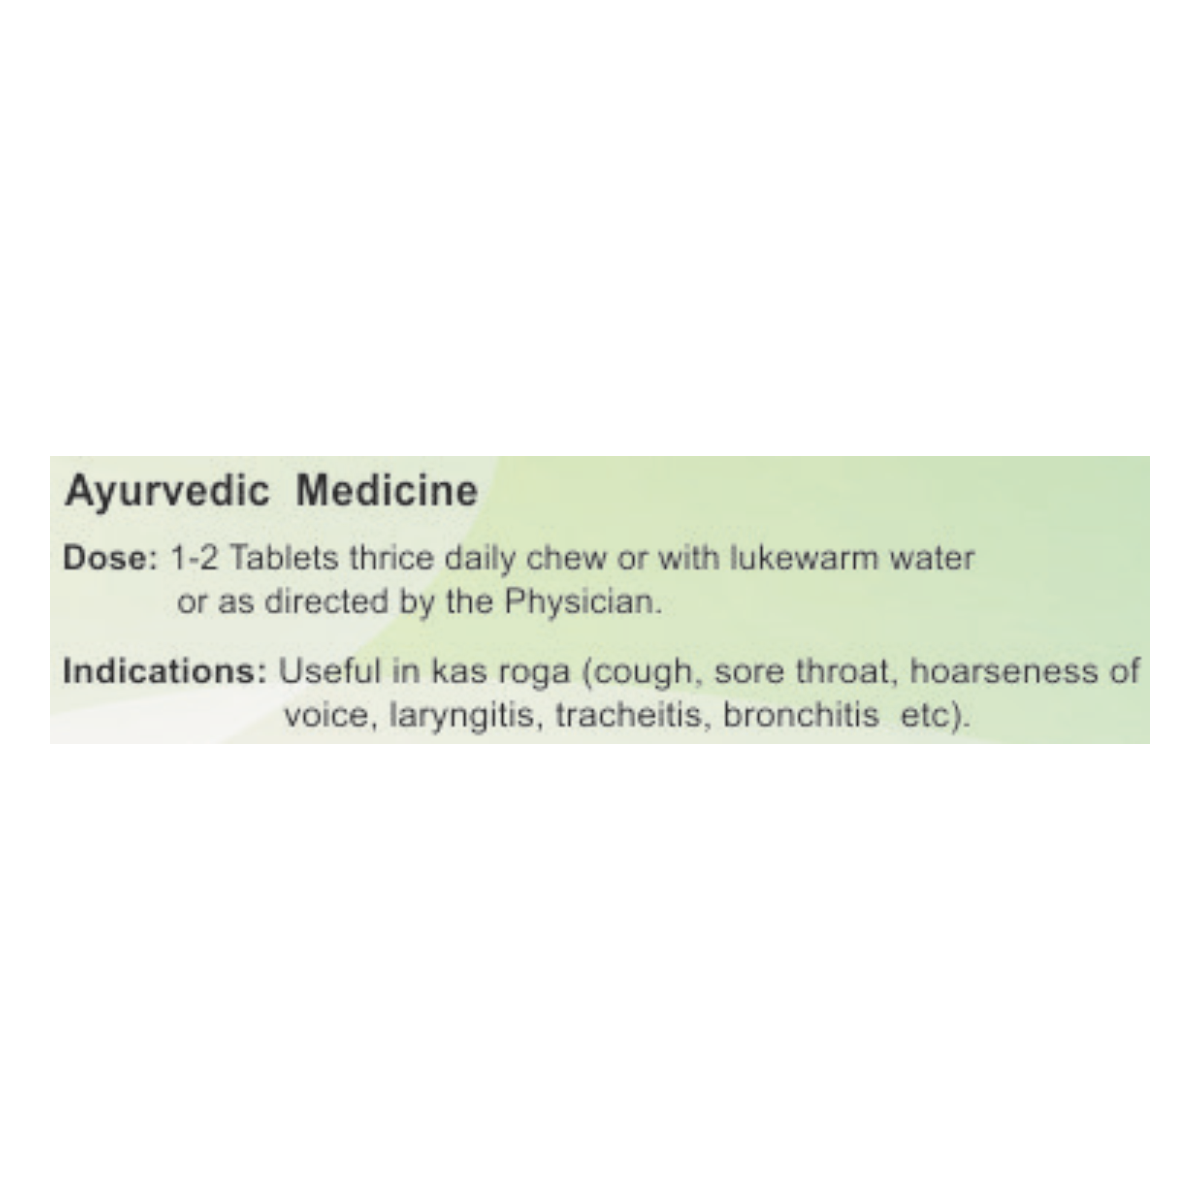 Ayurvedic Medicine
Dose: 1-2 Tablets thrice daily chew or with lukewarm water
or as directed by the Physician.
Indications: Useful in kas roga (cough, sore throat, hoarseness of
voice, laryngitis, tracheitis, bronchitis etc).